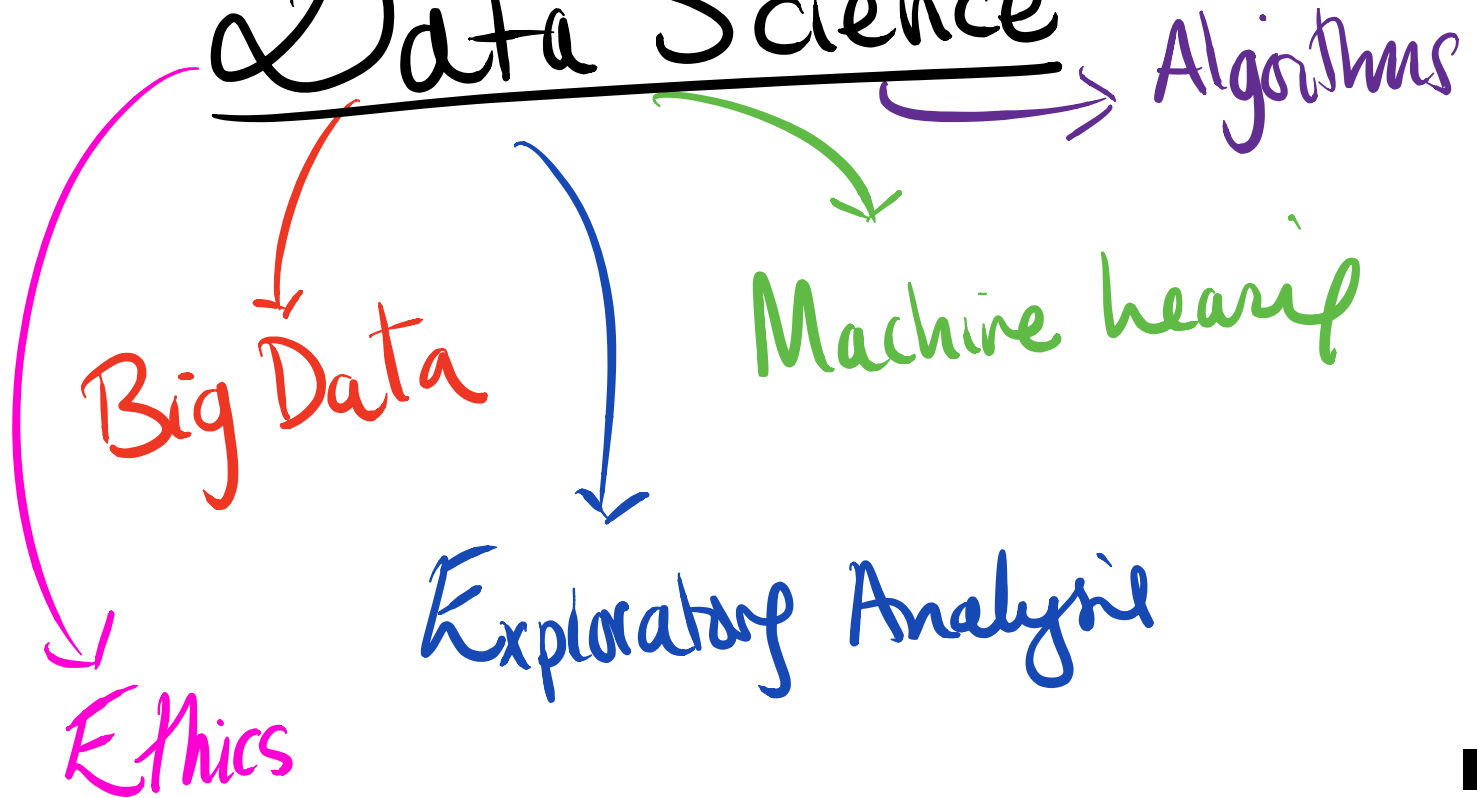 Data Science
Algorithms
Machine Learning
Big Data
Exploratory Analysis
Ethics